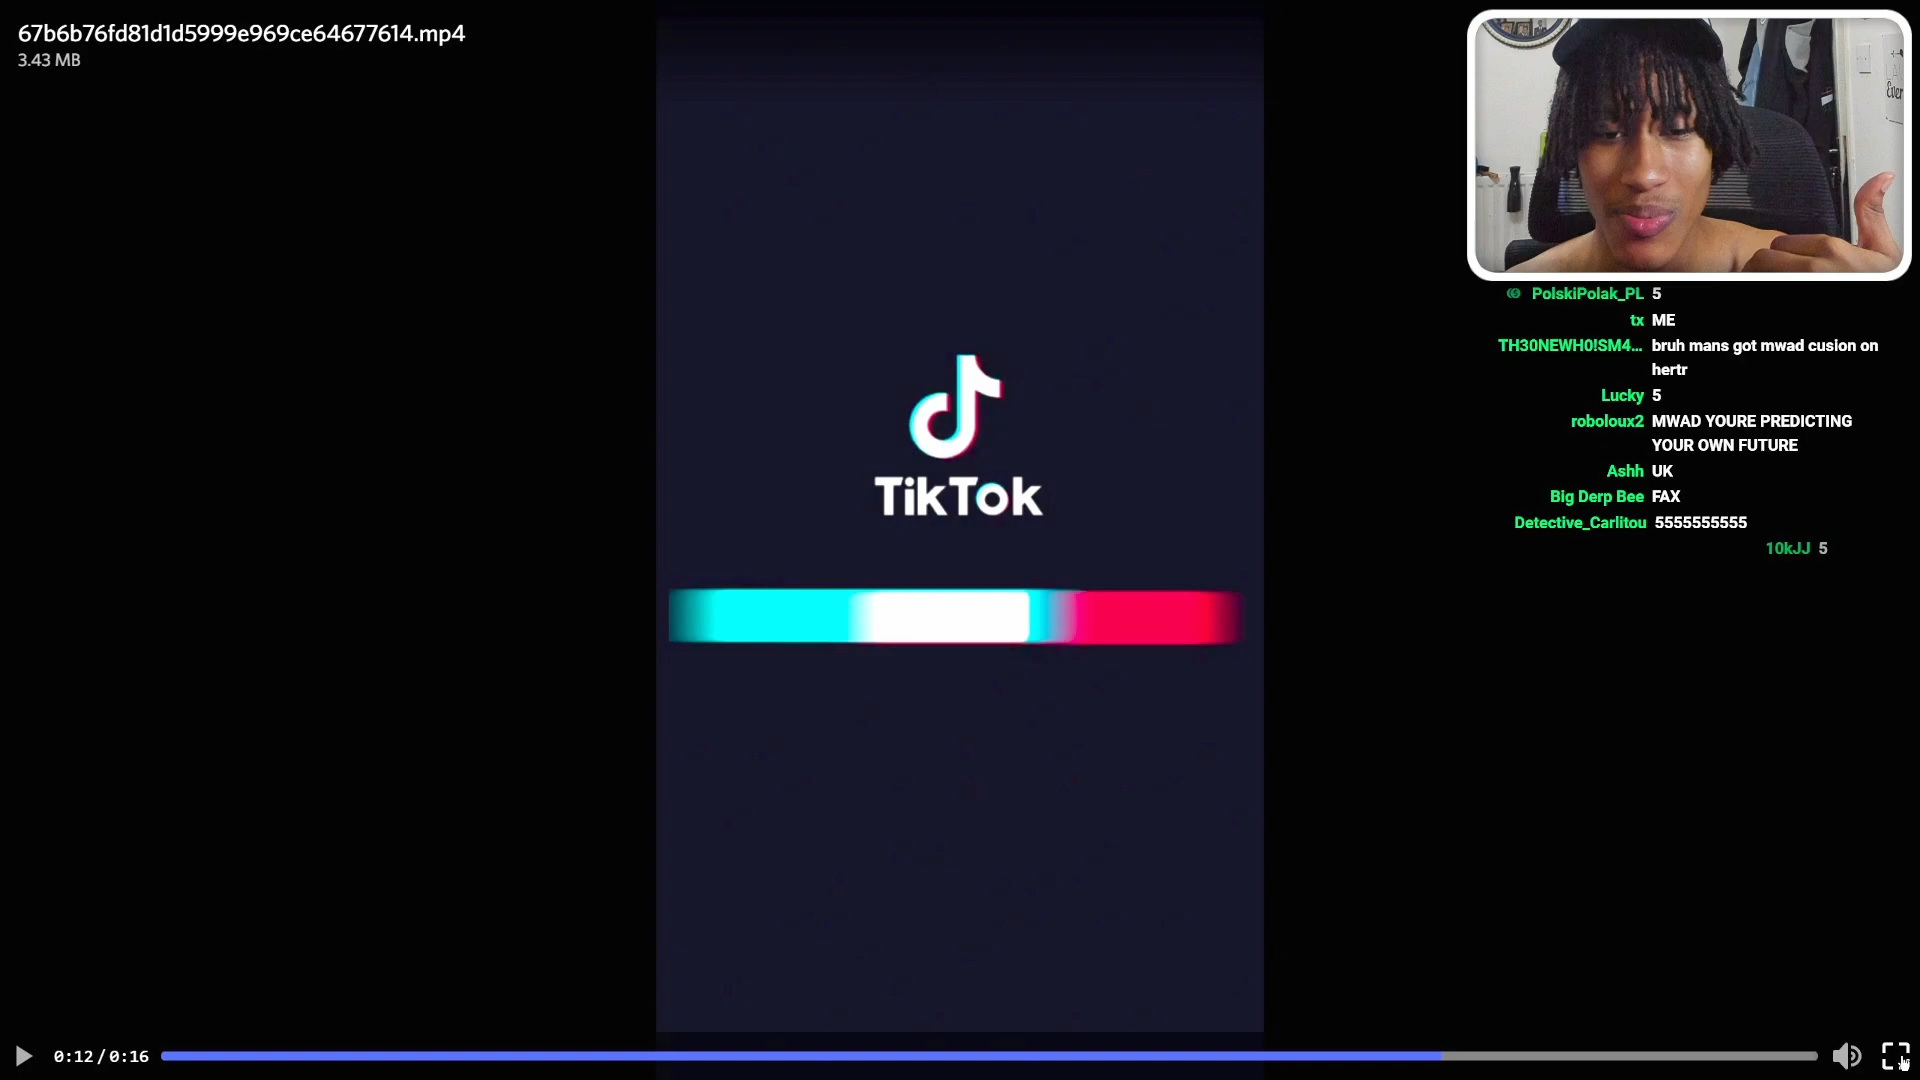 67b6b76fd81d1d5999e969ce64677614.mp4
3.43 MB
TikTok
Ever
PolskiPolak_PL 5
tx ME
TH30NEWH0!SM4... bruh mans got mwad cusion on
hertr
Lucky 5
roboloux2 MWAD YOURE PREDICTING
YOUR OWN FUTURE
Ashh UK
Big Derp Bee FAX
Detective_Carlitou 5555555555
10kJJ 5
0:12/0:16